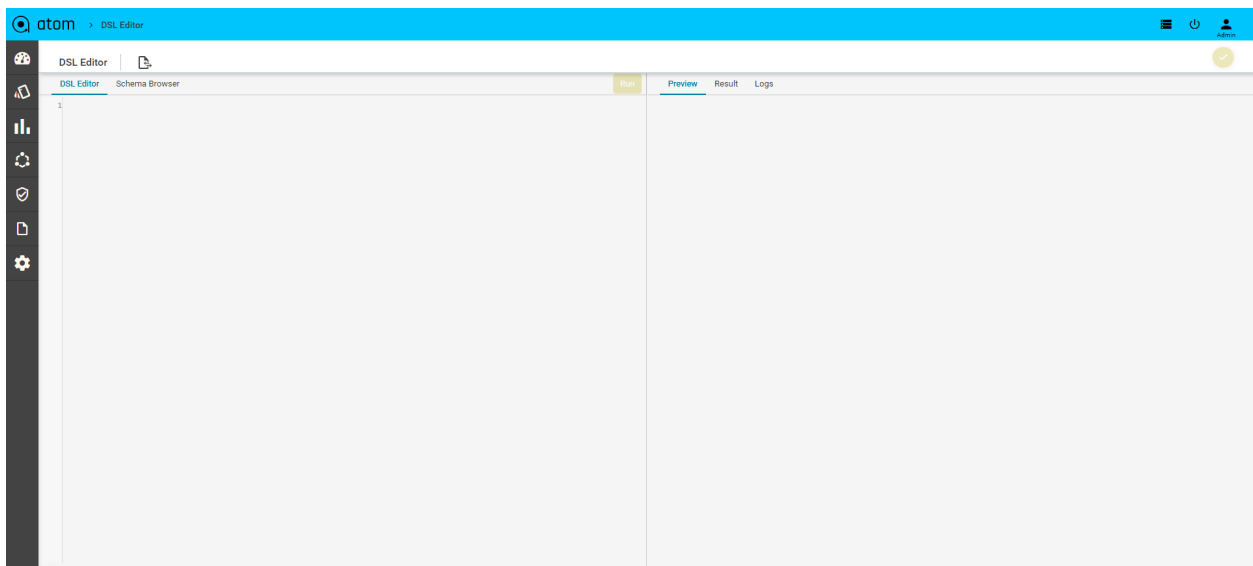 atom > DSL Editor
Admin
DSL Editor
DSL Editor Schema Browser Run Preview Result Logs
1